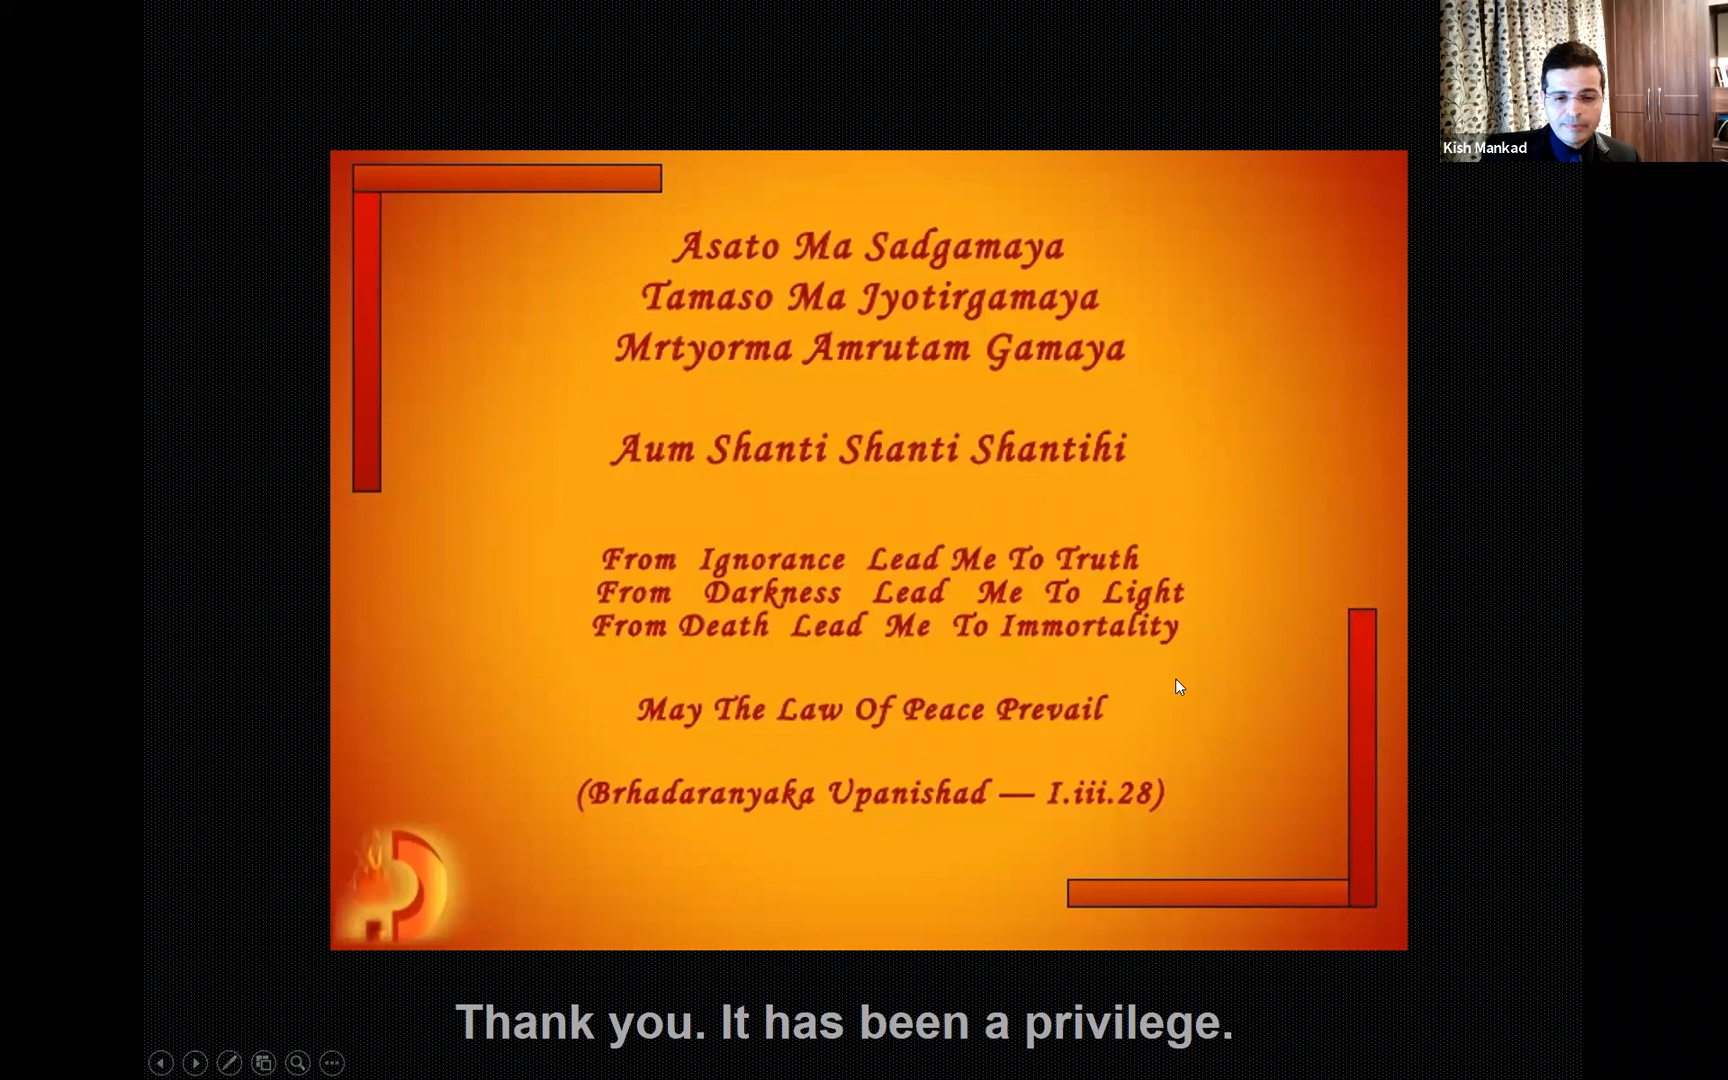 Kish Mankad
Asato Ma Sadgamaya
Tamaso Ma Jyotirgamaya
Mrtyorma Amrutam Gamaya
Aum Shanti Shanti Shantihi
From Ignorance Lead Me To Truth
From Darkness Lead Me To Light
From Death Lead Me To Immortality
May The Law Of Peace Prevail
(Brhadaranyaka Upanishad — I.iii.28)
Thank you. It has been a privilege.